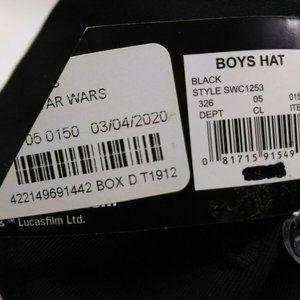 AR WARS
05 0150 03/04/2020
422149691442 BOX D T1912
™ Lucasfilm Ltd.
BOYS HAT
BLACK
STYLE SWC1253
326 05 015
DEPT CL ITE
0 81715 91549